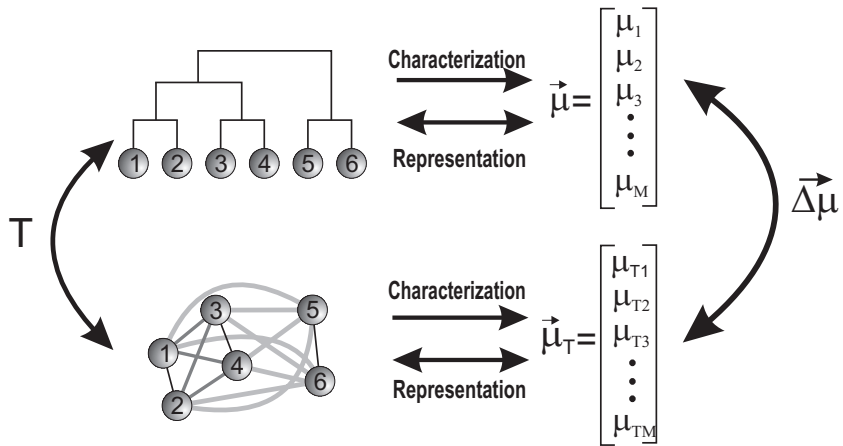 Characterization
Representation
1 2 3 4 5 6
μ⃗ =
μ1
μ2
μ3
μM
T
Δμ⃗
Characterization
Representation
3
5
1
4
6
2
μ⃗T =
μT1
μT2
μT3
μTM